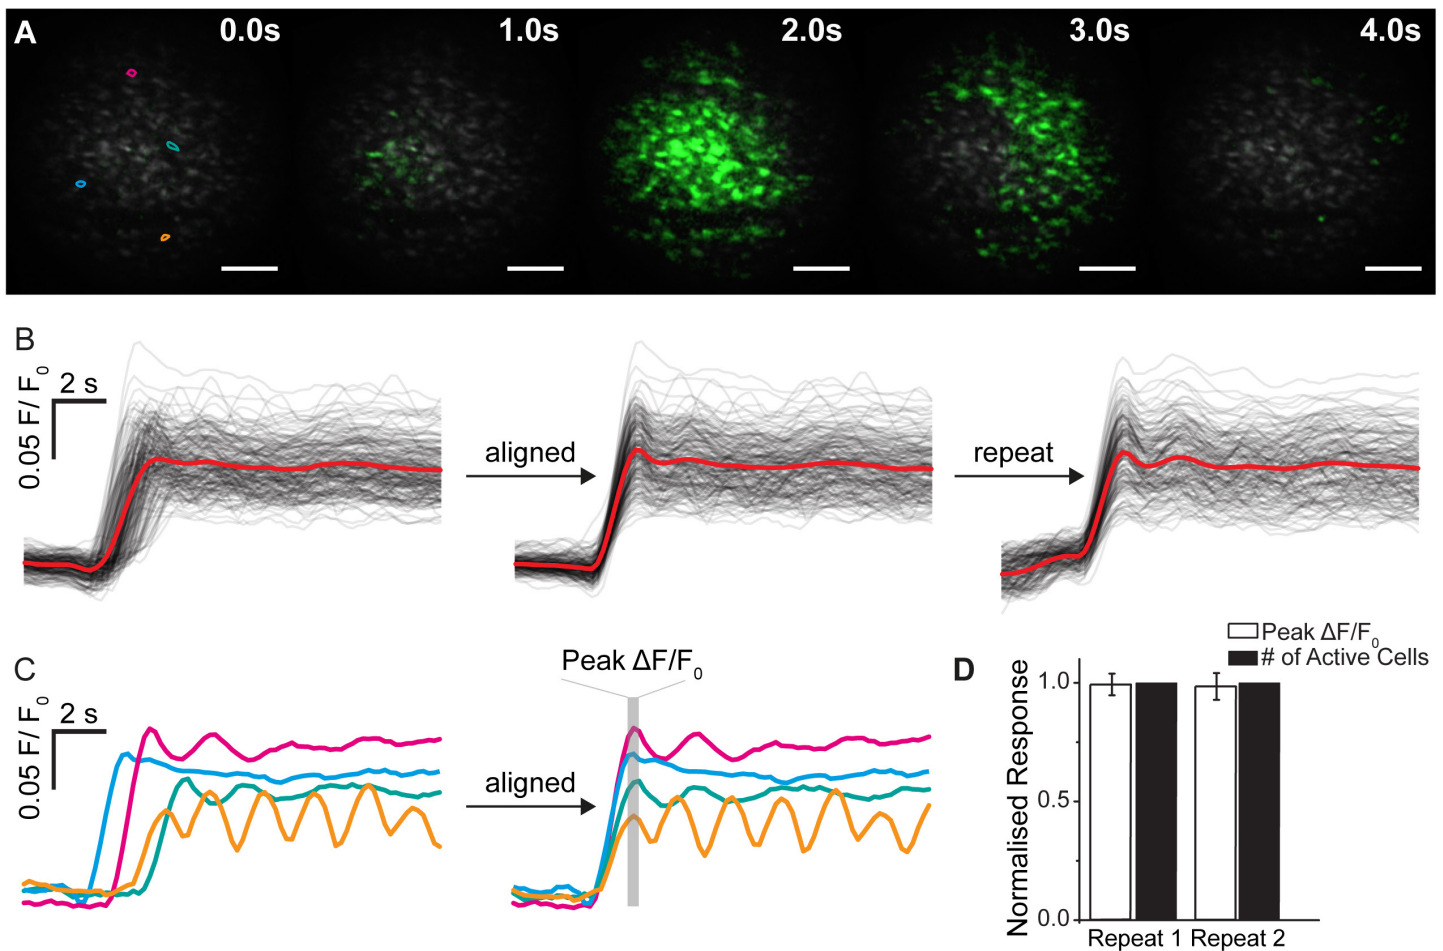 A 0.0s 1.0s 2.0s 3.0s 4.0s
B
2 s
0.05 F/ F0
aligned
repeat
C
2 s
0.05 F/ F0
Peak ΔF/F0
aligned
D
Peak ΔF/F0
# of Active Cells
Normalised Response
1.0
0.5
0.0
Repeat 1 Repeat 2